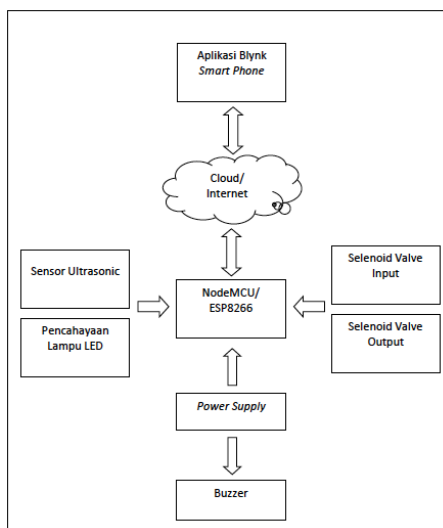 Aplikasi Blynk
Smart Phone
Cloud/
Internet
Sensor Ultrasonic
Pencahayaan
Lampu LED
NodeMCU/
ESP8266
Selenoid Valve
Input
Selenoid Valve
Output
Power Supply
Buzzer